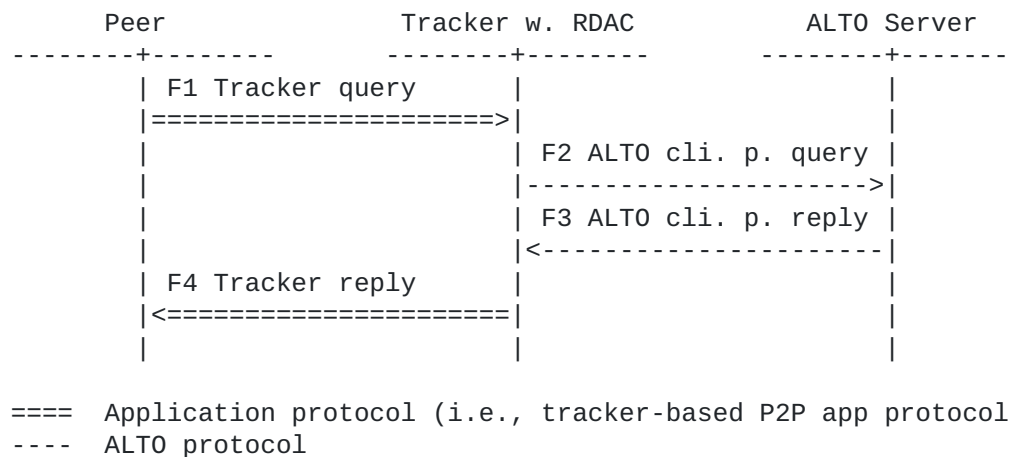 Peer Tracker w. RDAC ALTO Server
--------+-------- --------+-------- --------+-------
| F1 Tracker query | |
|======================>| |
| | F2 ALTO cli. p. query |
| |---------------------->|
| | F3 ALTO cli. p. reply |
| |<----------------------|
| F4 Tracker reply | |
|<======================| |
| | |
==== Application protocol (i.e., tracker-based P2P app protocol
---- ALTO protocol